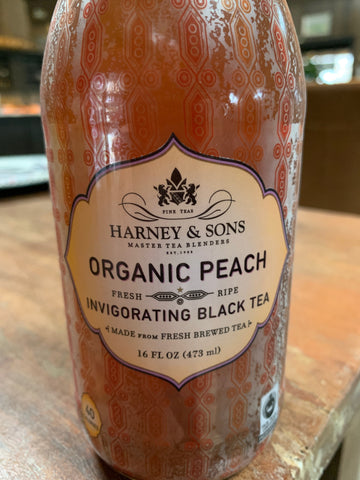 FINE TEAS
HARNEY & SONS
MASTER TEA BLENDERS
EST. 1983
ORGANIC PEACH
FRESH RIPE
INVIGORATING BLACK TEA
MADE FROM FRESH BREWED TEA
16 FL OZ (473 ml)
40